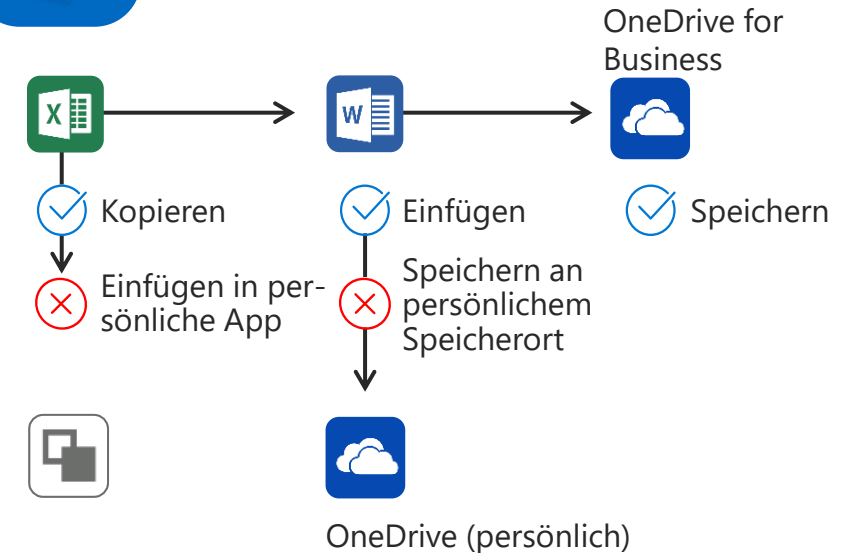 OneDrive for
Business
X
W
Kopieren
Einfügen
Speichern
Einfügen in per-
sönliche App
Speichern an
persönlichem
Speicherort
OneDrive (persönlich)